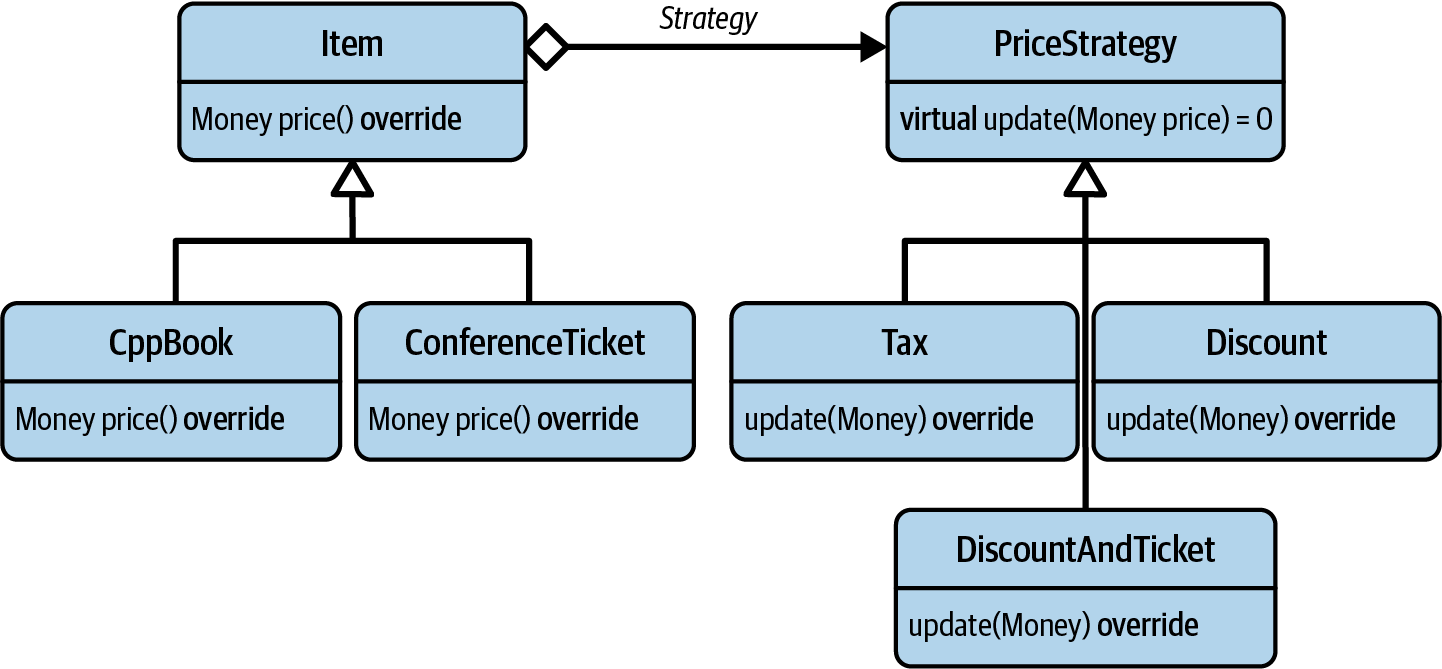 Item
Strategy
PriceStrategy
Money price() override
virtual update(Money price) = 0
CppBook
ConferenceTicket
Tax
Discount
Money price() override
Money price() override
update(Money) override
update(Money) override
DiscountAndTicket
update(Money) override